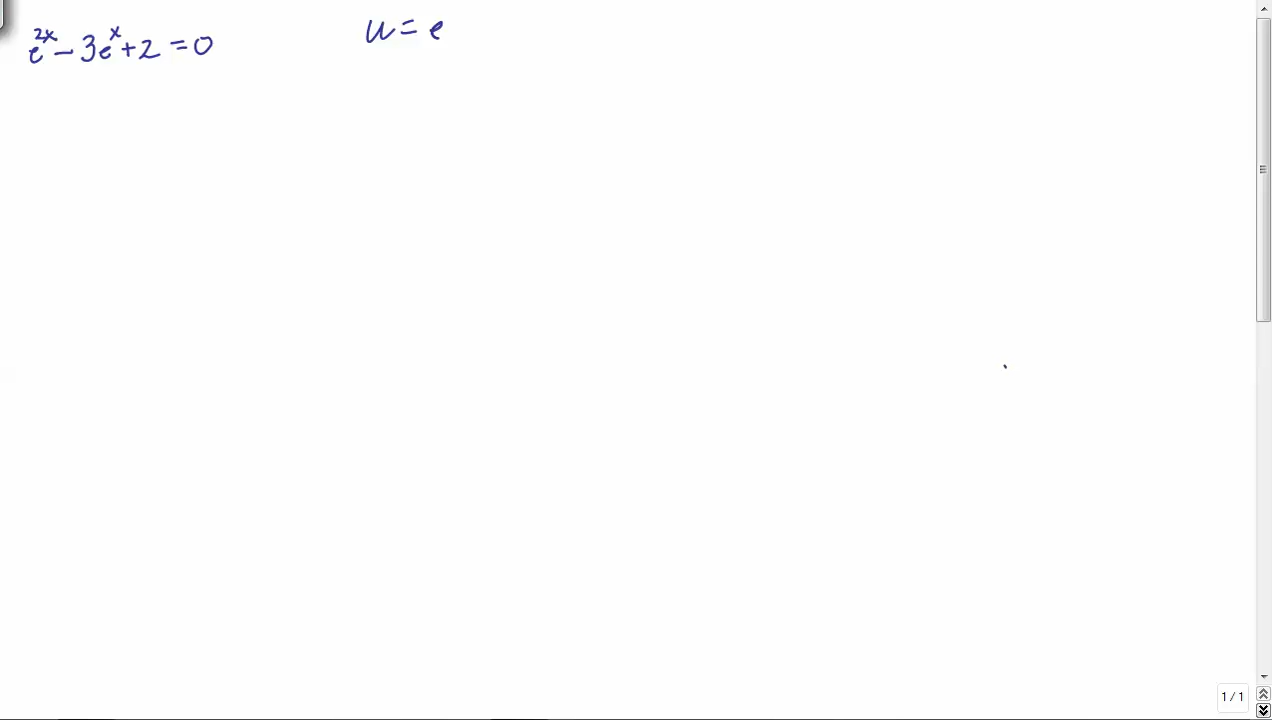 e^{2x} - 3e^x + 2 = 0
u = e
1 / 1